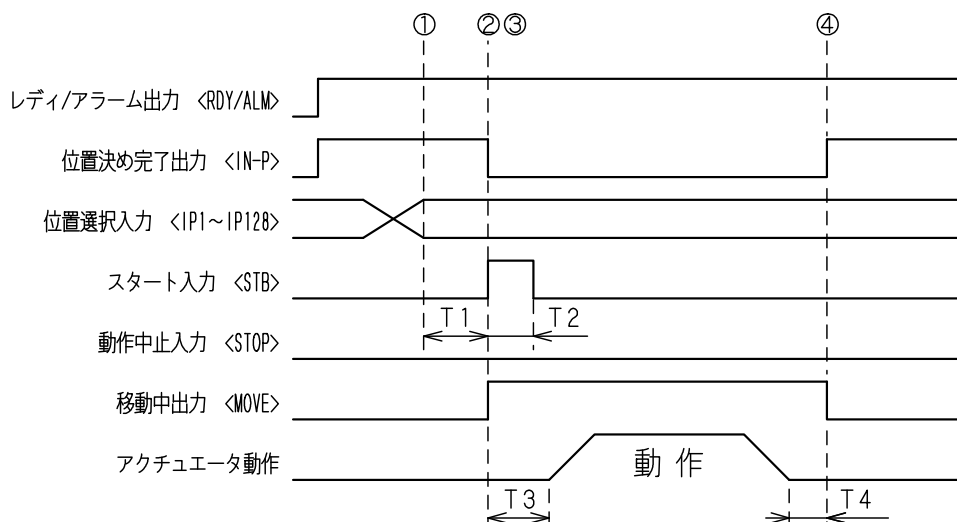 ① ②③ ④
レディ/アラーム出力 <RDY/ALM>
位置決め完了出力 <IN-P>
位置選択入力 <IP1～IP128>
スタート入力 <STB>
T1 T2
動作中止入力 <STOP>
移動中出力 <MOVE>
アクチュエータ動作
動作
T3 T4